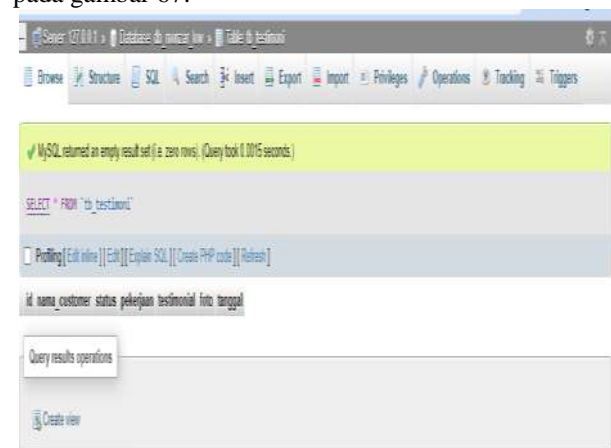 pada gambar 67.
Server 127.0.0.1 » Database » Table tb_testimoni
Browse Structure SQL Search Insert Export Import Privileges Operations Tracking Triggers
MySQL returned an empty result set (i.e. zero rows). (Query took 0.0015 seconds.)
SELECT * FROM `tb_testimoni`
Profiling [ Edit inline ] [ Edit ] [ Explain SQL ] [ Create PHP code ] [ Refresh ]
id nama_customer status pekerjaan testimonial foto tanggal
Query results operations
Create view